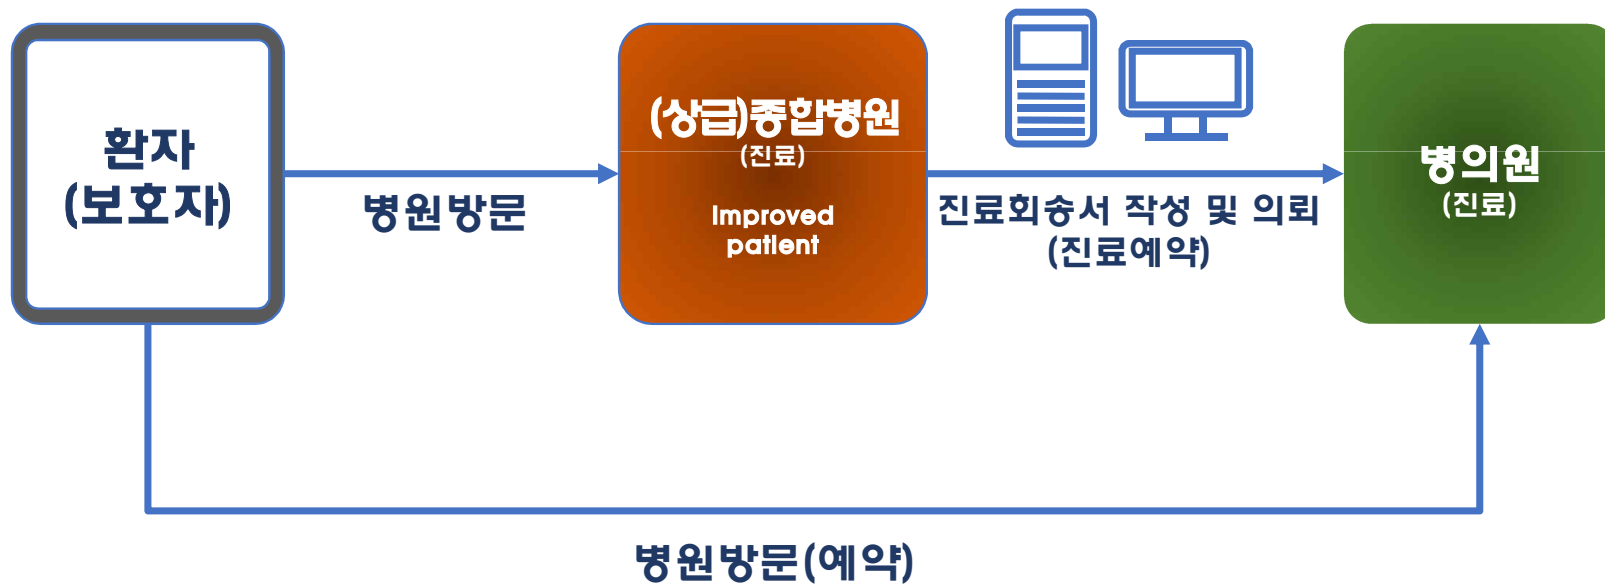 환자
(보호자)
병원방문
(상급)종합병원
(진료)
Improved
patient
진료회송서 작성 및 의뢰
(진료예약)
병의원
(진료)
병원방문(예약)